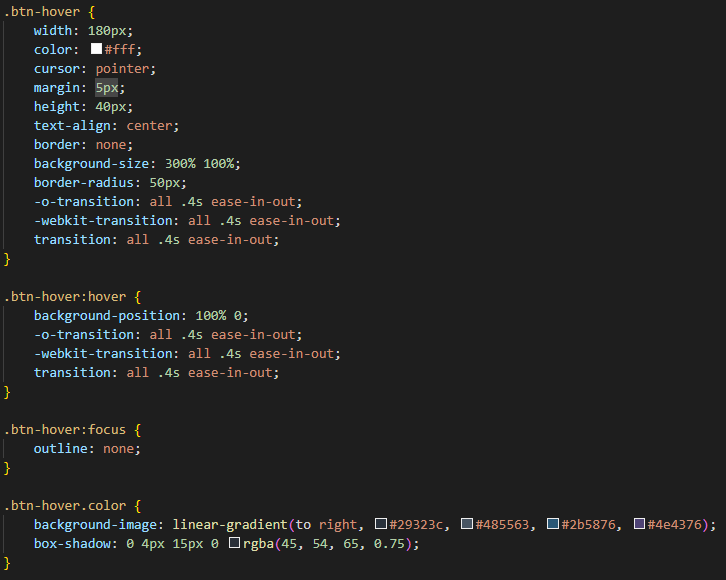 .btn-hover {
    width: 180px;
    color: #fff;
    cursor: pointer;
    margin: 5px;
    height: 40px;
    text-align: center;
    border: none;
    background-size: 300% 100%;
    border-radius: 50px;
    -o-transition: all .4s ease-in-out;
    -webkit-transition: all .4s ease-in-out;
    transition: all .4s ease-in-out;
}
.btn-hover:hover {
    background-position: 100% 0;
    -o-transition: all .4s ease-in-out;
    -webkit-transition: all .4s ease-in-out;
    transition: all .4s ease-in-out;
}
.btn-hover:focus {
    outline: none;
}
.btn-hover.color {
    background-image: linear-gradient(to right, #29323c, #485563, #2b5876, #4e4376);
    box-shadow: 0 4px 15px 0 rgba(45, 54, 65, 0.75);
}